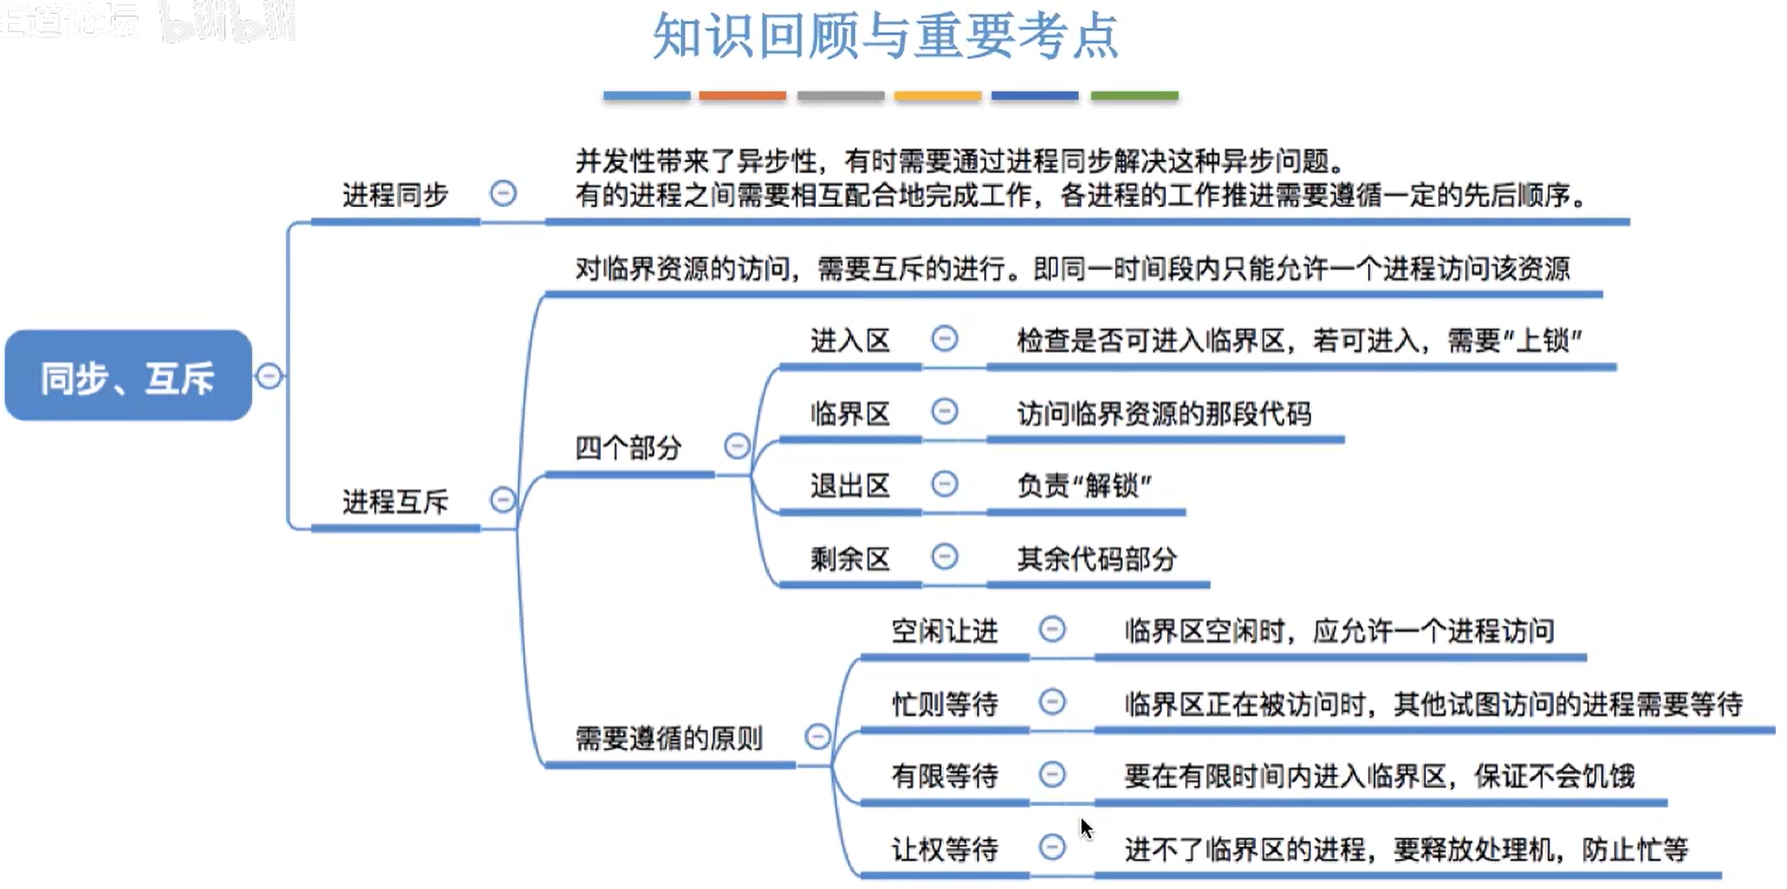 王道论坛 bilibili
知识回顾与重要考点
并发性带来了异步性，有时需要通过进程同步解决这种异步问题。
进程同步
有的进程之间需要相互配合地完成工作，各进程的工作推进需要遵循一定的先后顺序。
对临界资源的访问，需要互斥的进行。即同一时间段内只能允许一个进程访问该资源
同步、互斥
进程互斥
四个部分
进入区
检查是否可进入临界区，若可进入，需要“上锁”
临界区
访问临界资源的那段代码
退出区
负责“解锁”
剩余区
其余代码部分
需要遵循的原则
空闲让进
临界区空闲时，应允许一个进程访问
忙则等待
临界区正在被访问时，其他试图访问的进程需要等待
有限等待
要在有限时间内进入临界区，保证不会饥饿
让权等待
进不了临界区的进程，要释放处理机，防止忙等